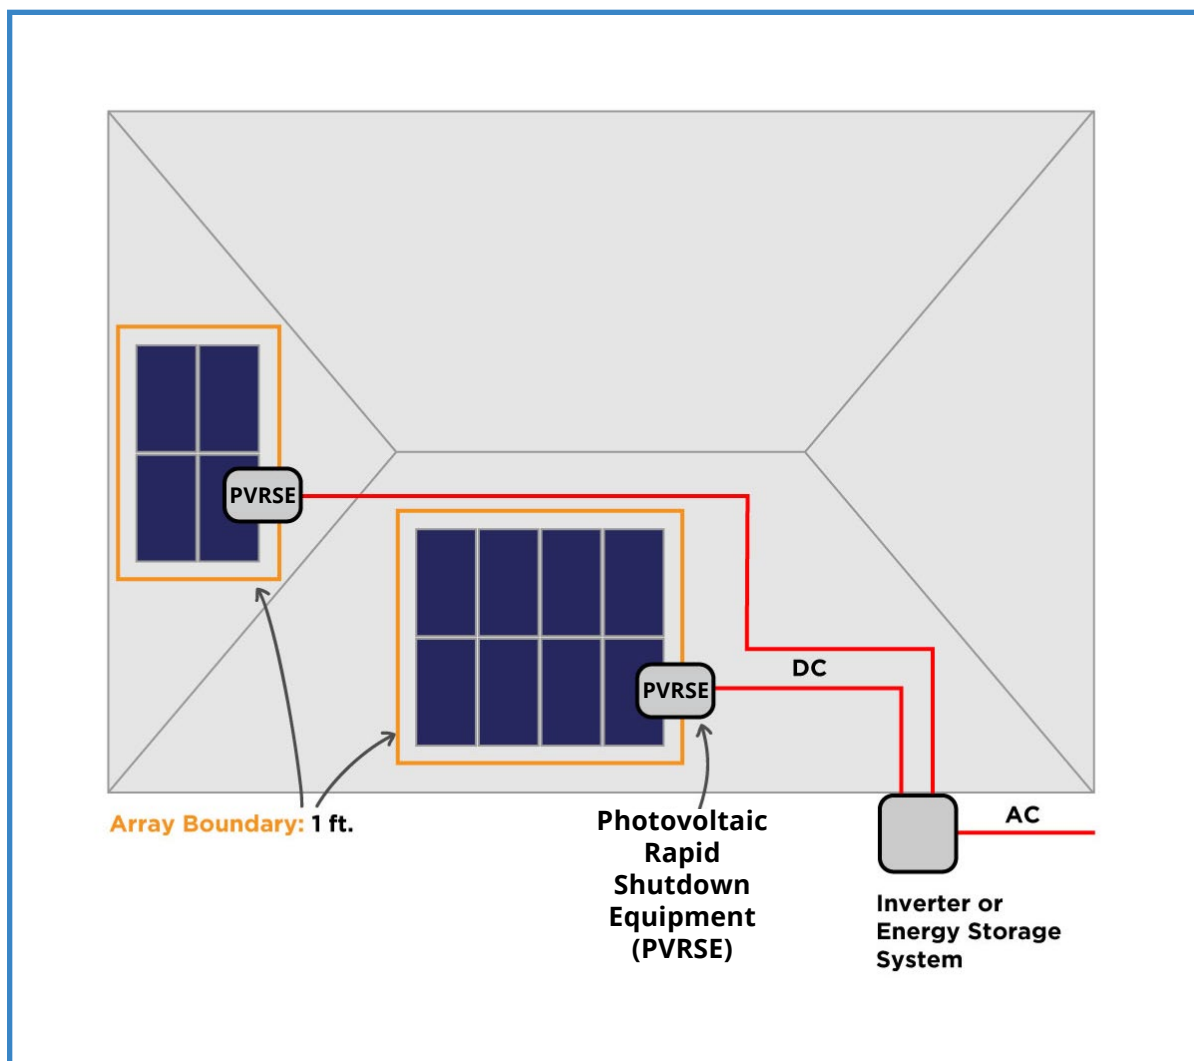 PVRSE
PVRSE
DC
Array Boundary: 1 ft.
Photovoltaic
Rapid
Shutdown
Equipment
(PVRSE)
AC
Inverter or
Energy Storage
System